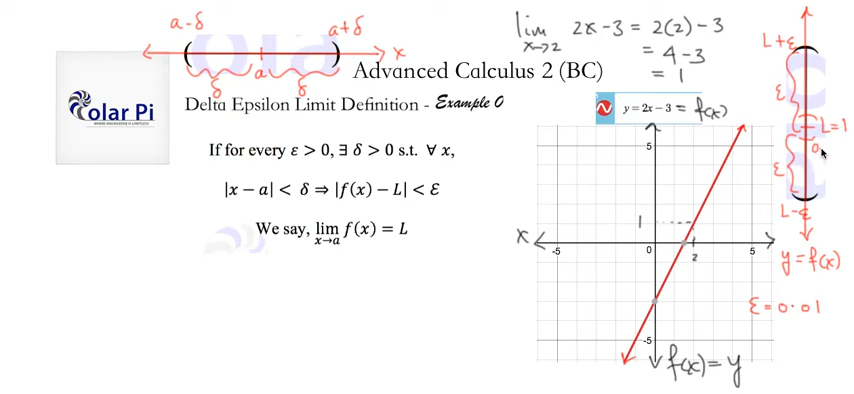 a-δ
a+δ
x
δ a δ
lim 2x-3 = 2(2)-3
x→2
= 4-3
= 1
Advanced Calculus 2 (BC)
olar Pi
Delta Epsilon Limit Definition - Example 0
y = 2x − 3 = f(x)
If for every ε > 0, ∃ δ > 0 s.t. ∀ x,
|x − a| < δ ⇒ |f(x) − L| < ε
We say, lim f(x) = L
x→a
L+ε
ε
L=1
0
ε
L-ε
y = f(x)
ε = 0.01
5
1
x
-5
0
2
5
-5
f(x) = y